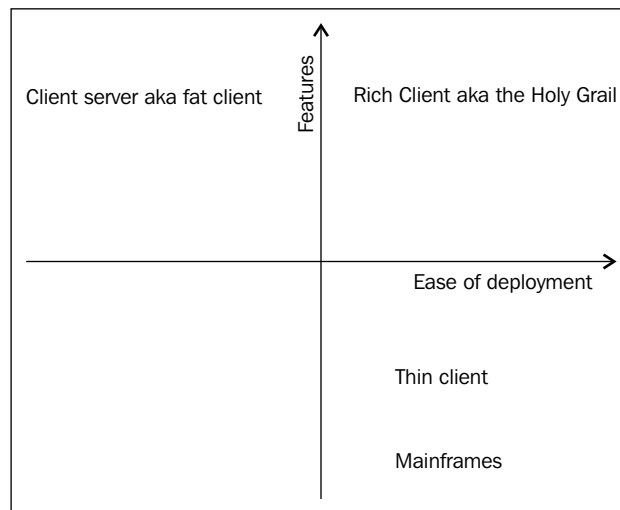 Client server aka fat client
Features
Rich Client aka the Holy Grail
Ease of deployment
Thin client
Mainframes